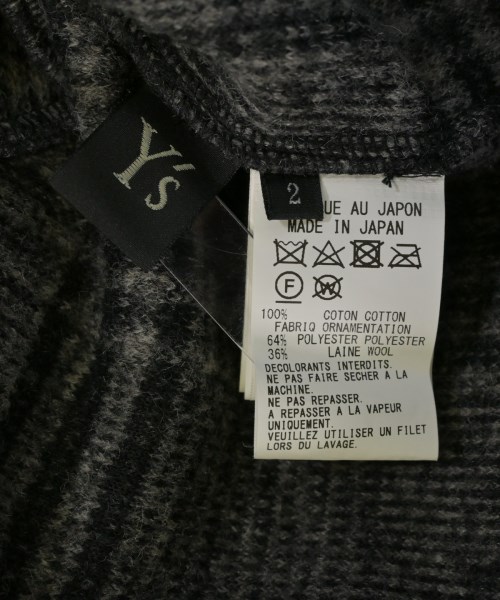 Y's
2
UE AU JAPON
MADE IN JAPAN
F W
100% COTON COTTON
FABRIQ ORNAMENTATION
64% POLYESTER POLYESTER
36% LAINE WOOL
DECOLORANTS INTERDITS.
NE PAS FAIRE SECHER A LA
MACHINE.
NE PAS REPASSER.
A REPASSER A LA VAPEUR
UNIQUEMENT.
VEUILLEZ UTILISER UN FILET
LORS DU LAVAGE.